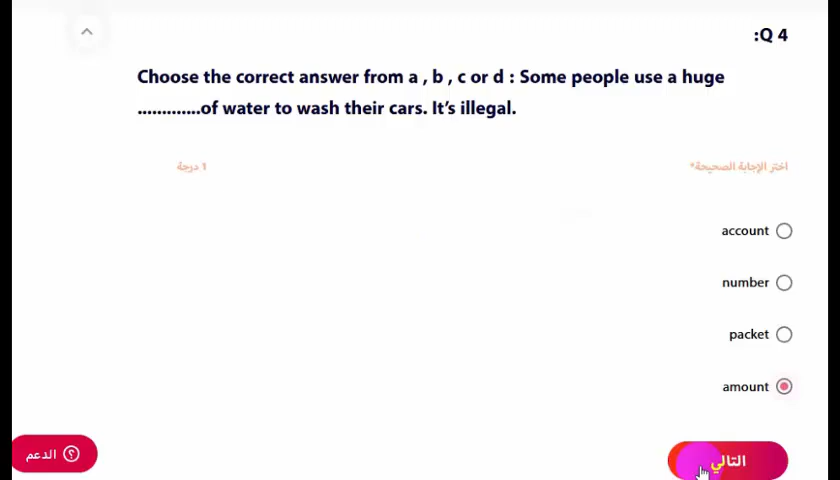 :Q 4
Choose the correct answer from a , b , c or d : Some people use a huge
.............of water to wash their cars. It's illegal.
اختر الإجابة الصحيحة*
1 درجة
account
number
packet
amount
التالي
الدعم